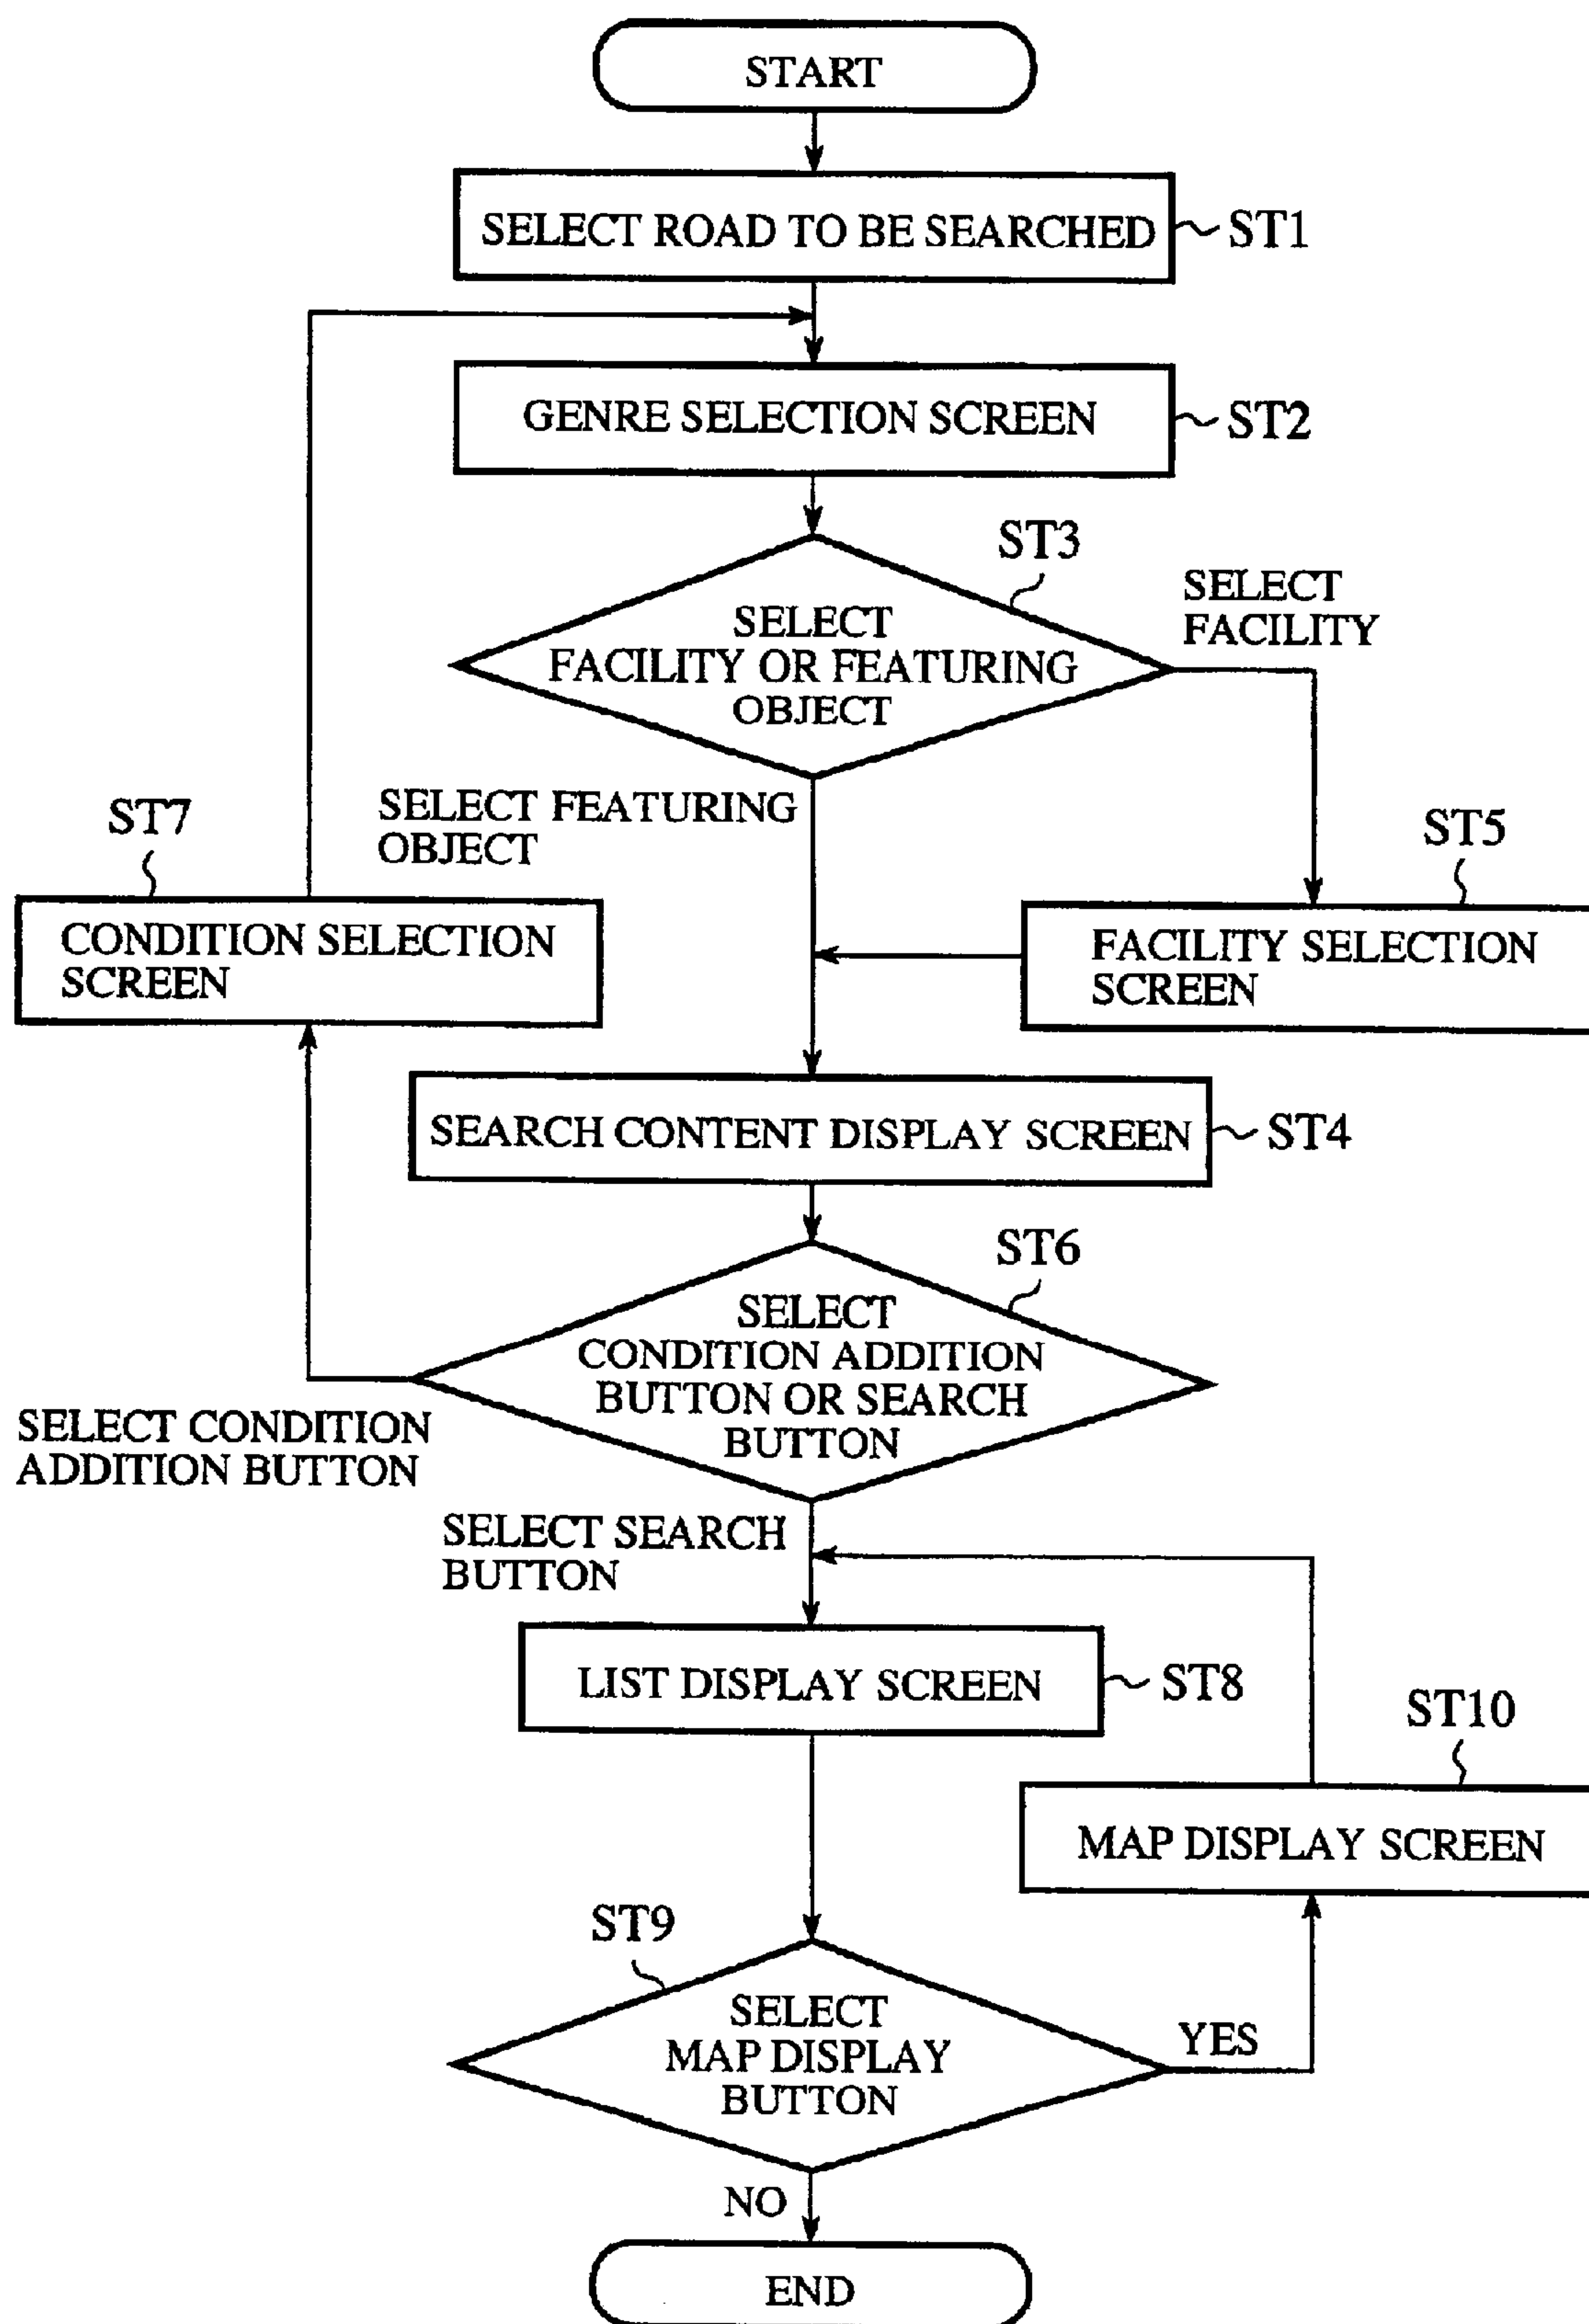 START
SELECT ROAD TO BE SEARCHED
ST1
GENRE SELECTION SCREEN
ST2
ST3
SELECT
FACILITY OR FEATURING
OBJECT
SELECT
FACILITY
SELECT FEATURING
OBJECT
ST7
CONDITION SELECTION
SCREEN
ST5
FACILITY SELECTION
SCREEN
SEARCH CONTENT DISPLAY SCREEN
ST4
ST6
SELECT
CONDITION ADDITION
BUTTON OR SEARCH
BUTTON
SELECT CONDITION
ADDITION BUTTON
SELECT SEARCH
BUTTON
LIST DISPLAY SCREEN
ST8
ST10
MAP DISPLAY SCREEN
ST9
SELECT
MAP DISPLAY
BUTTON
YES
NO
END